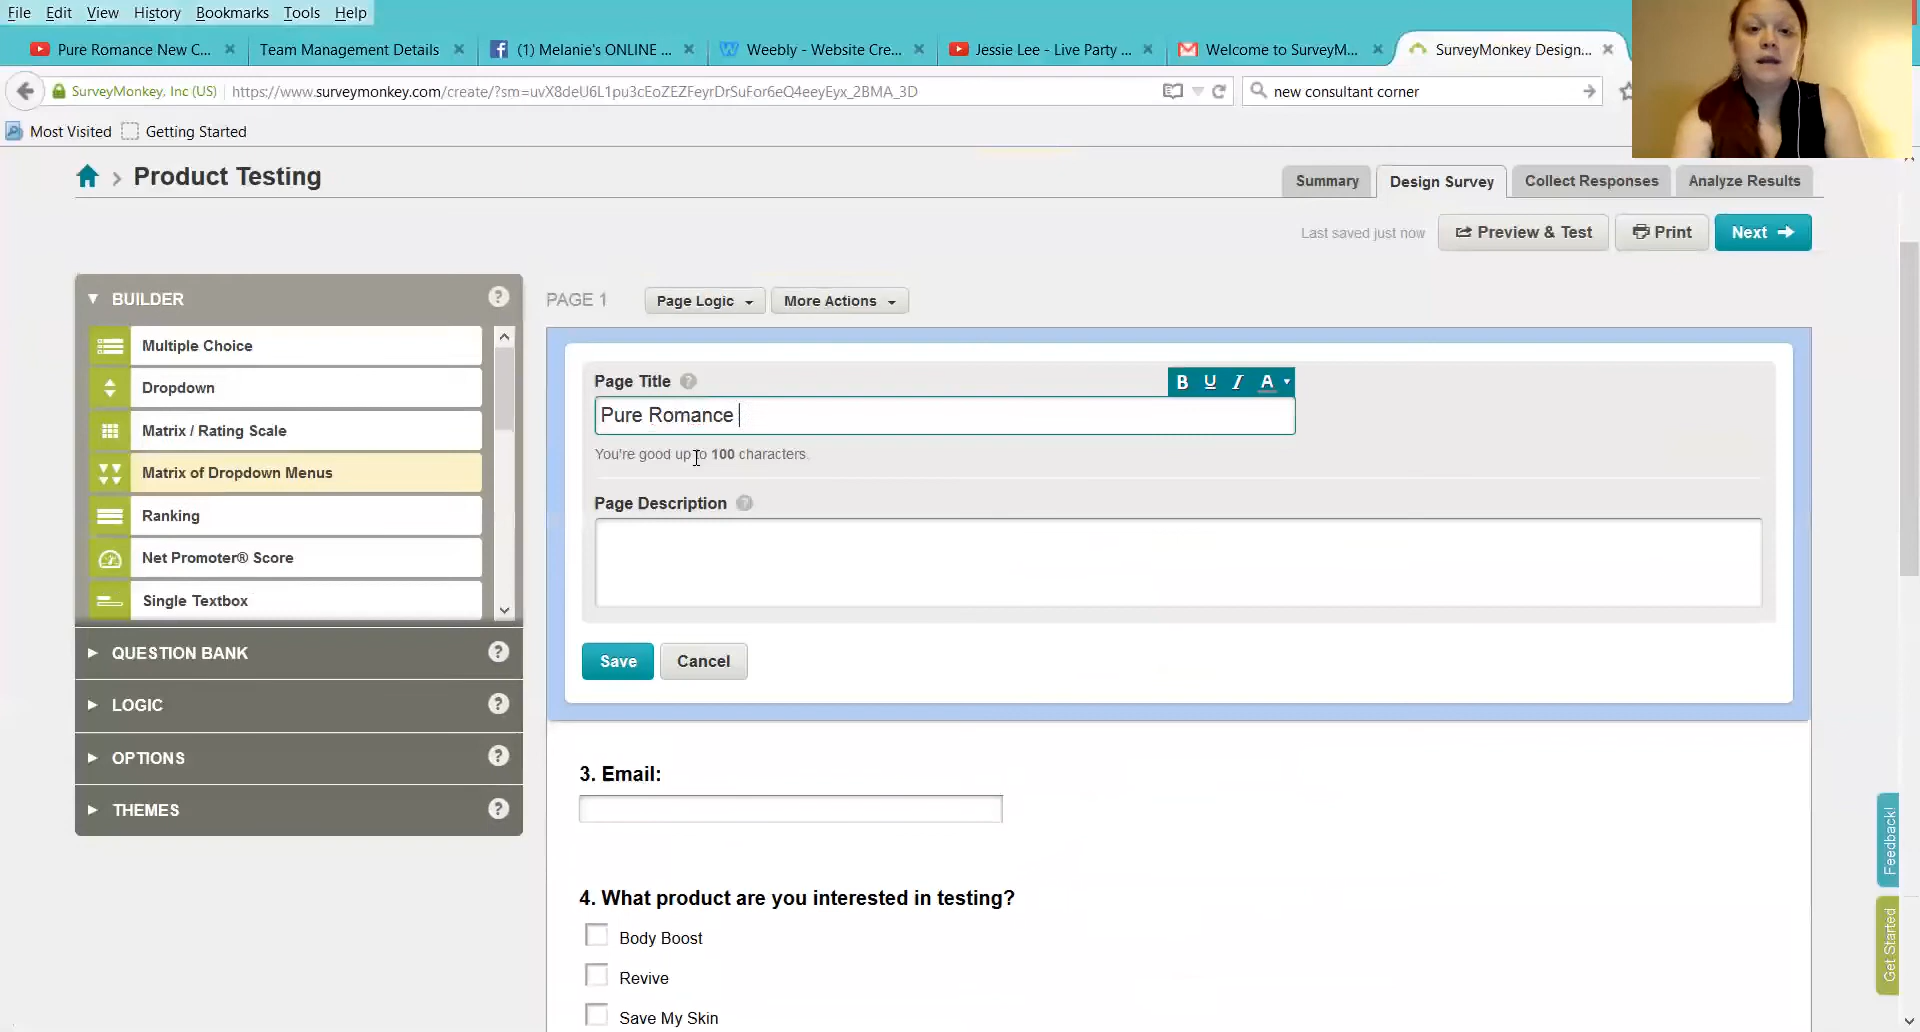 File Edit View History Bookmarks Tools Help
Pure Romance New C... Team Management Details (1) Melanie's ONLINE ... Weebly - Website Cre... Jessie Lee - Live Party ... Welcome to SurveyM... SurveyMonkey Design...
SurveyMonkey, Inc (US) https://www.surveymonkey.com/create/?sm=uvX8deU6L1pu3cEoZEZFeyrDrSuFor6eQ4eeyEyx_2BMA_3D new consultant corner
Most Visited Getting Started
Product Testing
Summary Design Survey Collect Responses Analyze Results
Last saved just now Preview & Test Print Next
BUILDER ?
Multiple Choice
Dropdown
Matrix / Rating Scale
Matrix of Dropdown Menus
Ranking
Net Promoter® Score
Single Textbox
QUESTION BANK ?
LOGIC ?
OPTIONS ?
THEMES ?
PAGE 1 Page Logic More Actions
Page Title ? B U I A
Pure Romance
You're good up to 100 characters.
Page Description ?
Save Cancel
3. Email:
4. What product are you interested in testing?
Body Boost
Revive
Save My Skin
Feedback!
Get Started